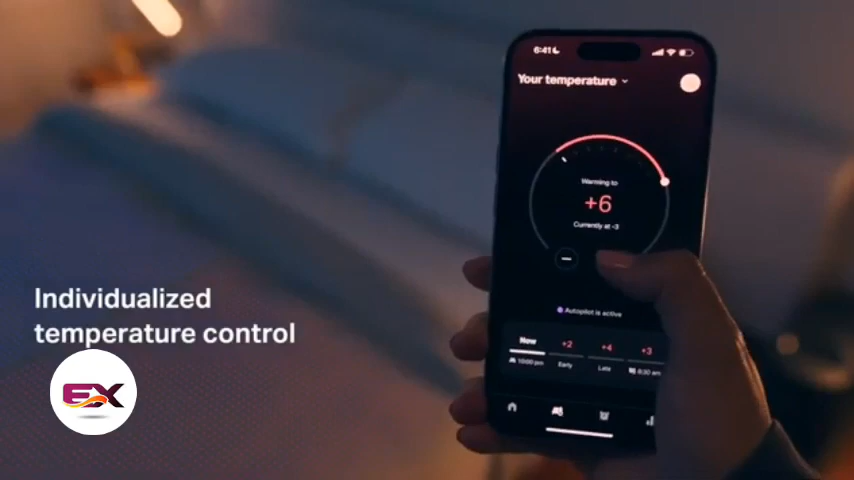 6:41
Your temperature
Warming to
+6
Currently at -3
Autopilot is active
Now
+2
+4
+3
10:00 pm
Early
Late
8:30 am
Individualized
temperature control
EX